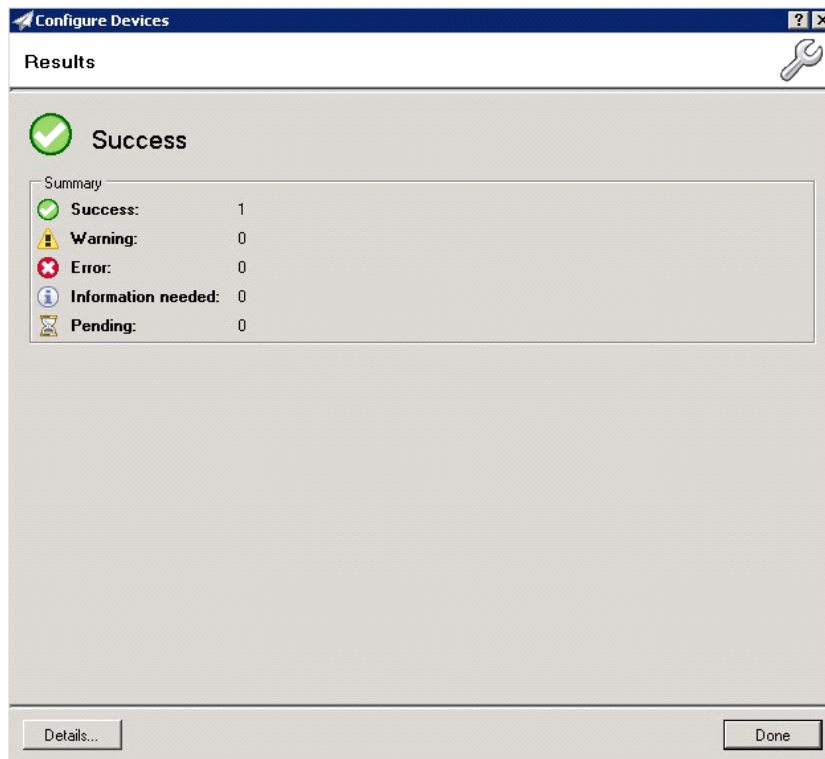 Configure Devices
Results
Success
Summary
Success: 1
Warning: 0
Error: 0
Information needed: 0
Pending: 0
Details... Done